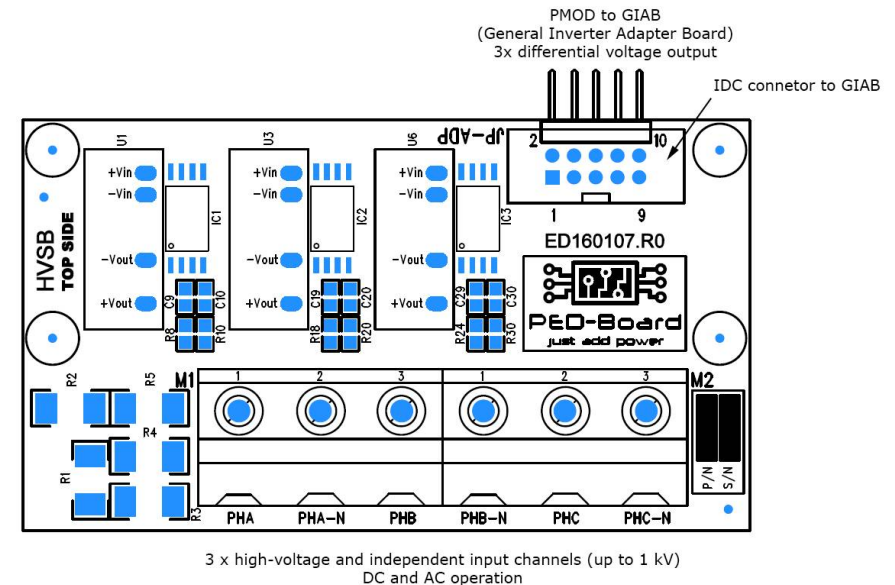 PMOD to GIAB
(General Inverter Adapter Board)
3x differential voltage output
IDC connetor to GIAB
U1
U3
U6
JP-ADP
2
10
+Vin
-Vin
-Vout
+Vout
IC1
+Vin
-Vin
-Vout
+Vout
IC2
+Vin
-Vin
-Vout
+Vout
IC3
1
9
HVSB
TOP SIDE
ED160107.R0
C9
C10
C19
C20
C29
C30
R8
R10
R18
R20
R24
R30
PED-Board
just add power
R2
R5
M1
1
2
3
1
2
3
M2
R4
R1
R3
P/N
S/N
PHA
PHA-N
PHB
PHB-N
PHC
PHC-N
3 x high-voltage and independent input channels (up to 1 kV)
DC and AC operation